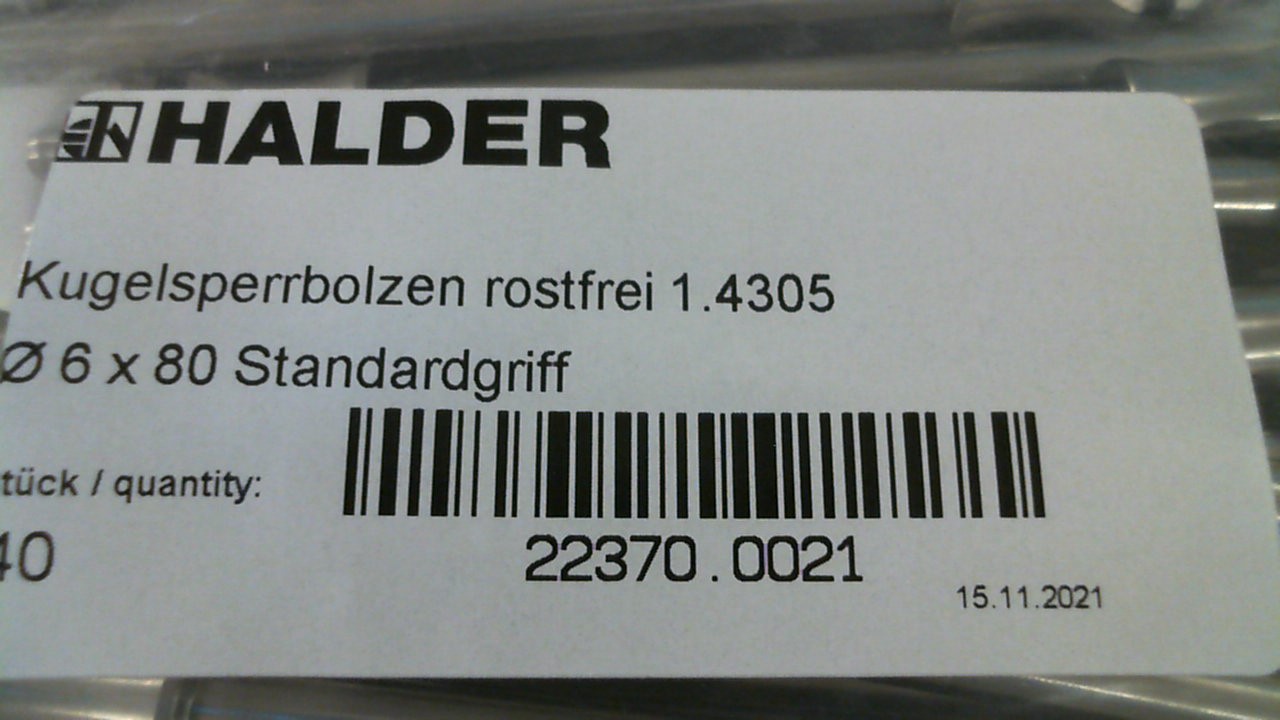 HALDER
Kugelsperrbolzen rostfrei 1.4305
Ø 6 x 80 Standardgriff
tück / quantity:
40
22370.0021
15.11.2021